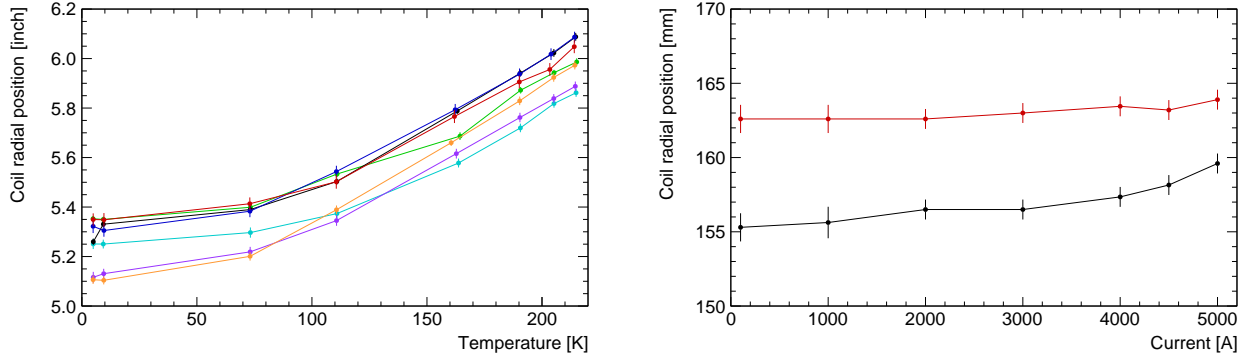 Coil radial position [inch]
6.2
6.0
5.8
5.6
5.4
5.2
5.0
0 50 100 150 200
Temperature [K]
Coil radial position [mm]
170
165
160
155
150
0 1000 2000 3000 4000 5000
Current [A]